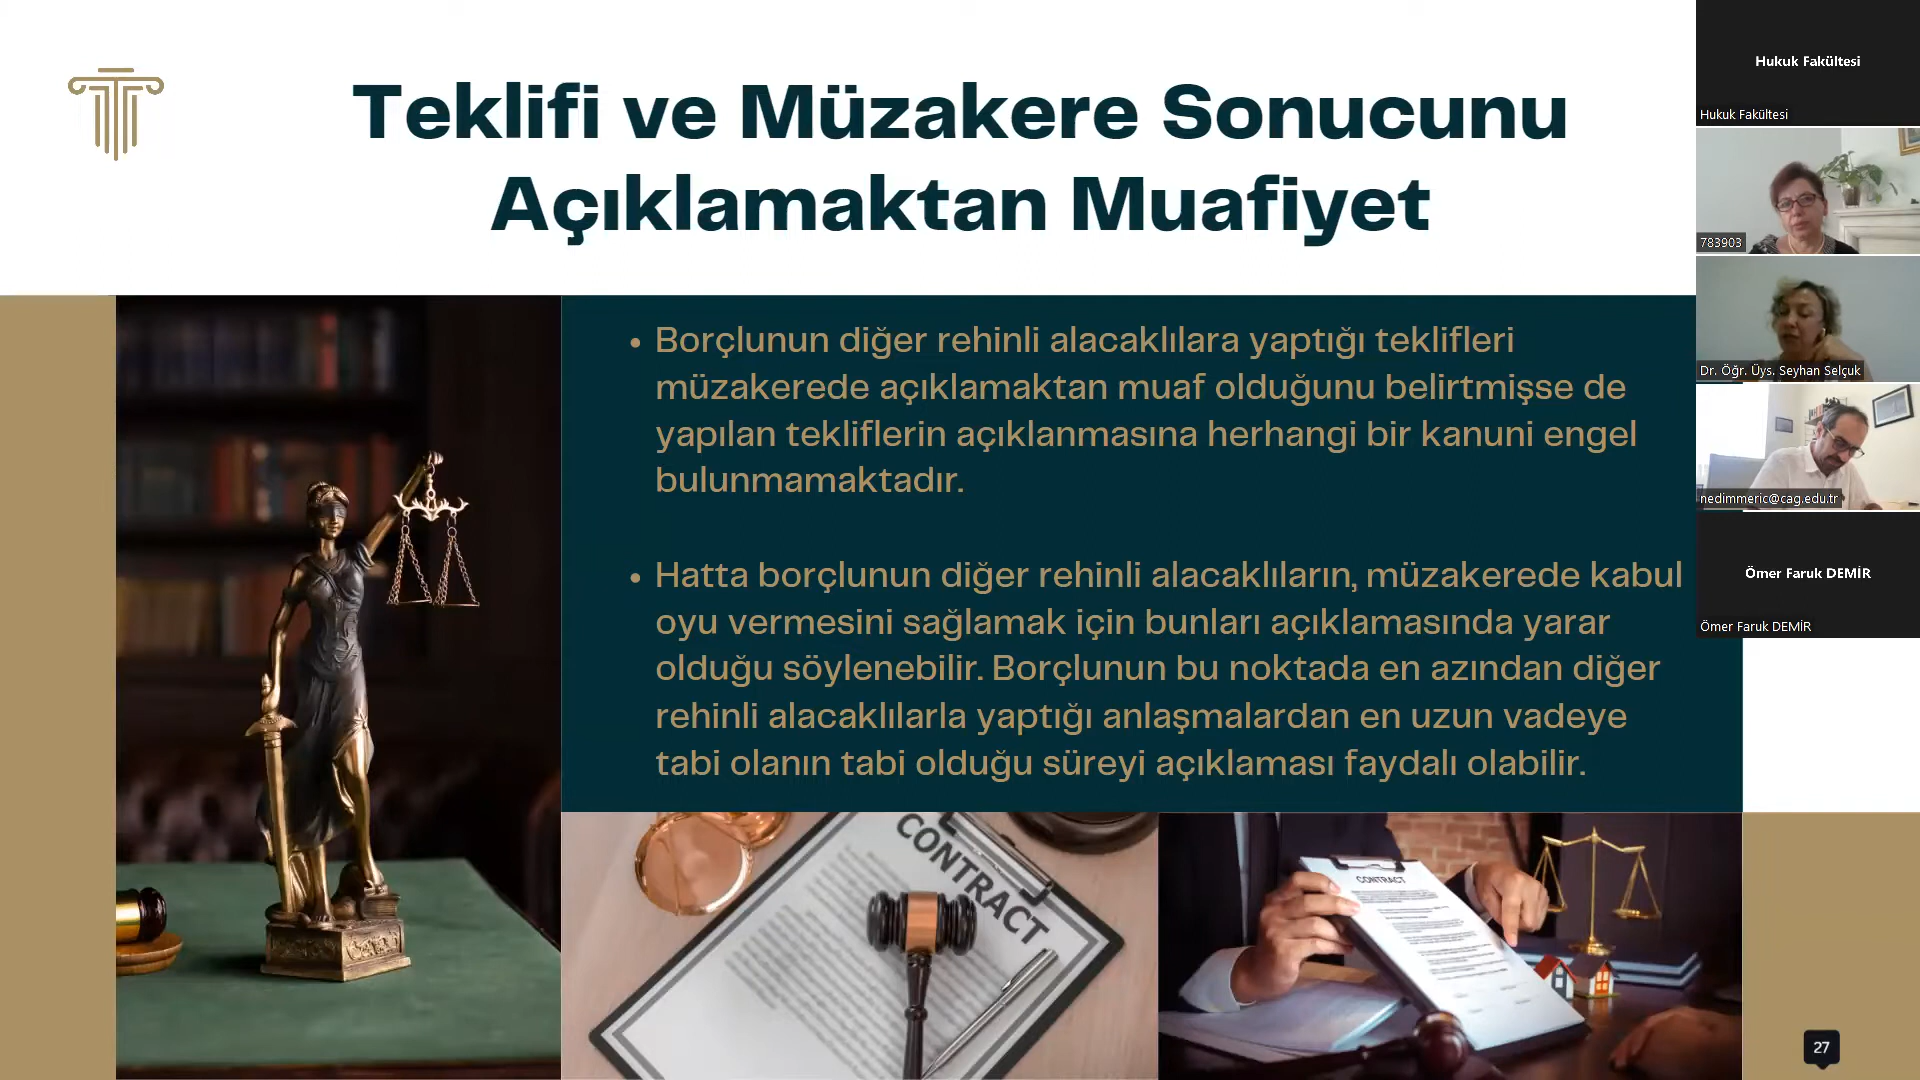 Teklifi ve Müzakere Sonucunu
Açıklamaktan Muafiyet
Borçlunun diğer rehinli alacaklılara yaptığı teklifleri
müzakerede açıklamaktan muaf olduğunu belirtmişse de
yapılan tekliflerin açıklanmasına herhangi bir kanuni engel
bulunmamaktadır.
Hatta borçlunun diğer rehinli alacaklıların, müzakerede kabul
oyu vermesini sağlamak için bunları açıklamasında yarar
olduğu söylenebilir. Borçlunun bu noktada en azından diğer
rehinli alacaklılarla yaptığı anlaşmalardan en uzun vadeye
tabi olanın tabi olduğu süreyi açıklaması faydalı olabilir.
CONTRACT
CONTRACT
27
Hukuk Fakültesi
Hukuk Fakültesi
783903
Dr. Öğr. Üys. Seyhan Selçuk
nedimmeric@cag.edu.tr
Ömer Faruk DEMİR
Ömer Faruk DEMİR